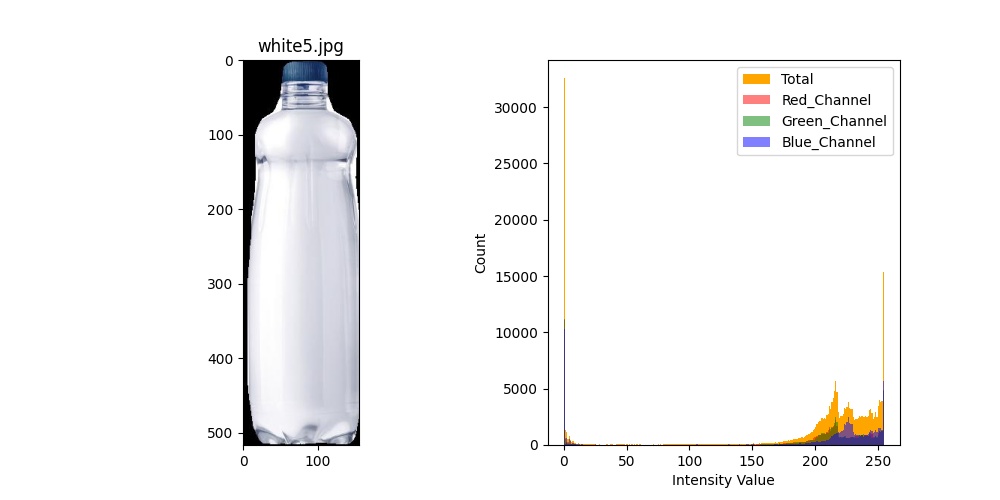 white5.jpg
0
100
200
300
400
500
0 100
Total
Red_Channel
Green_Channel
Blue_Channel
Count
30000
25000
20000
15000
10000
5000
0
0 50 100 150 200 250
Intensity Value